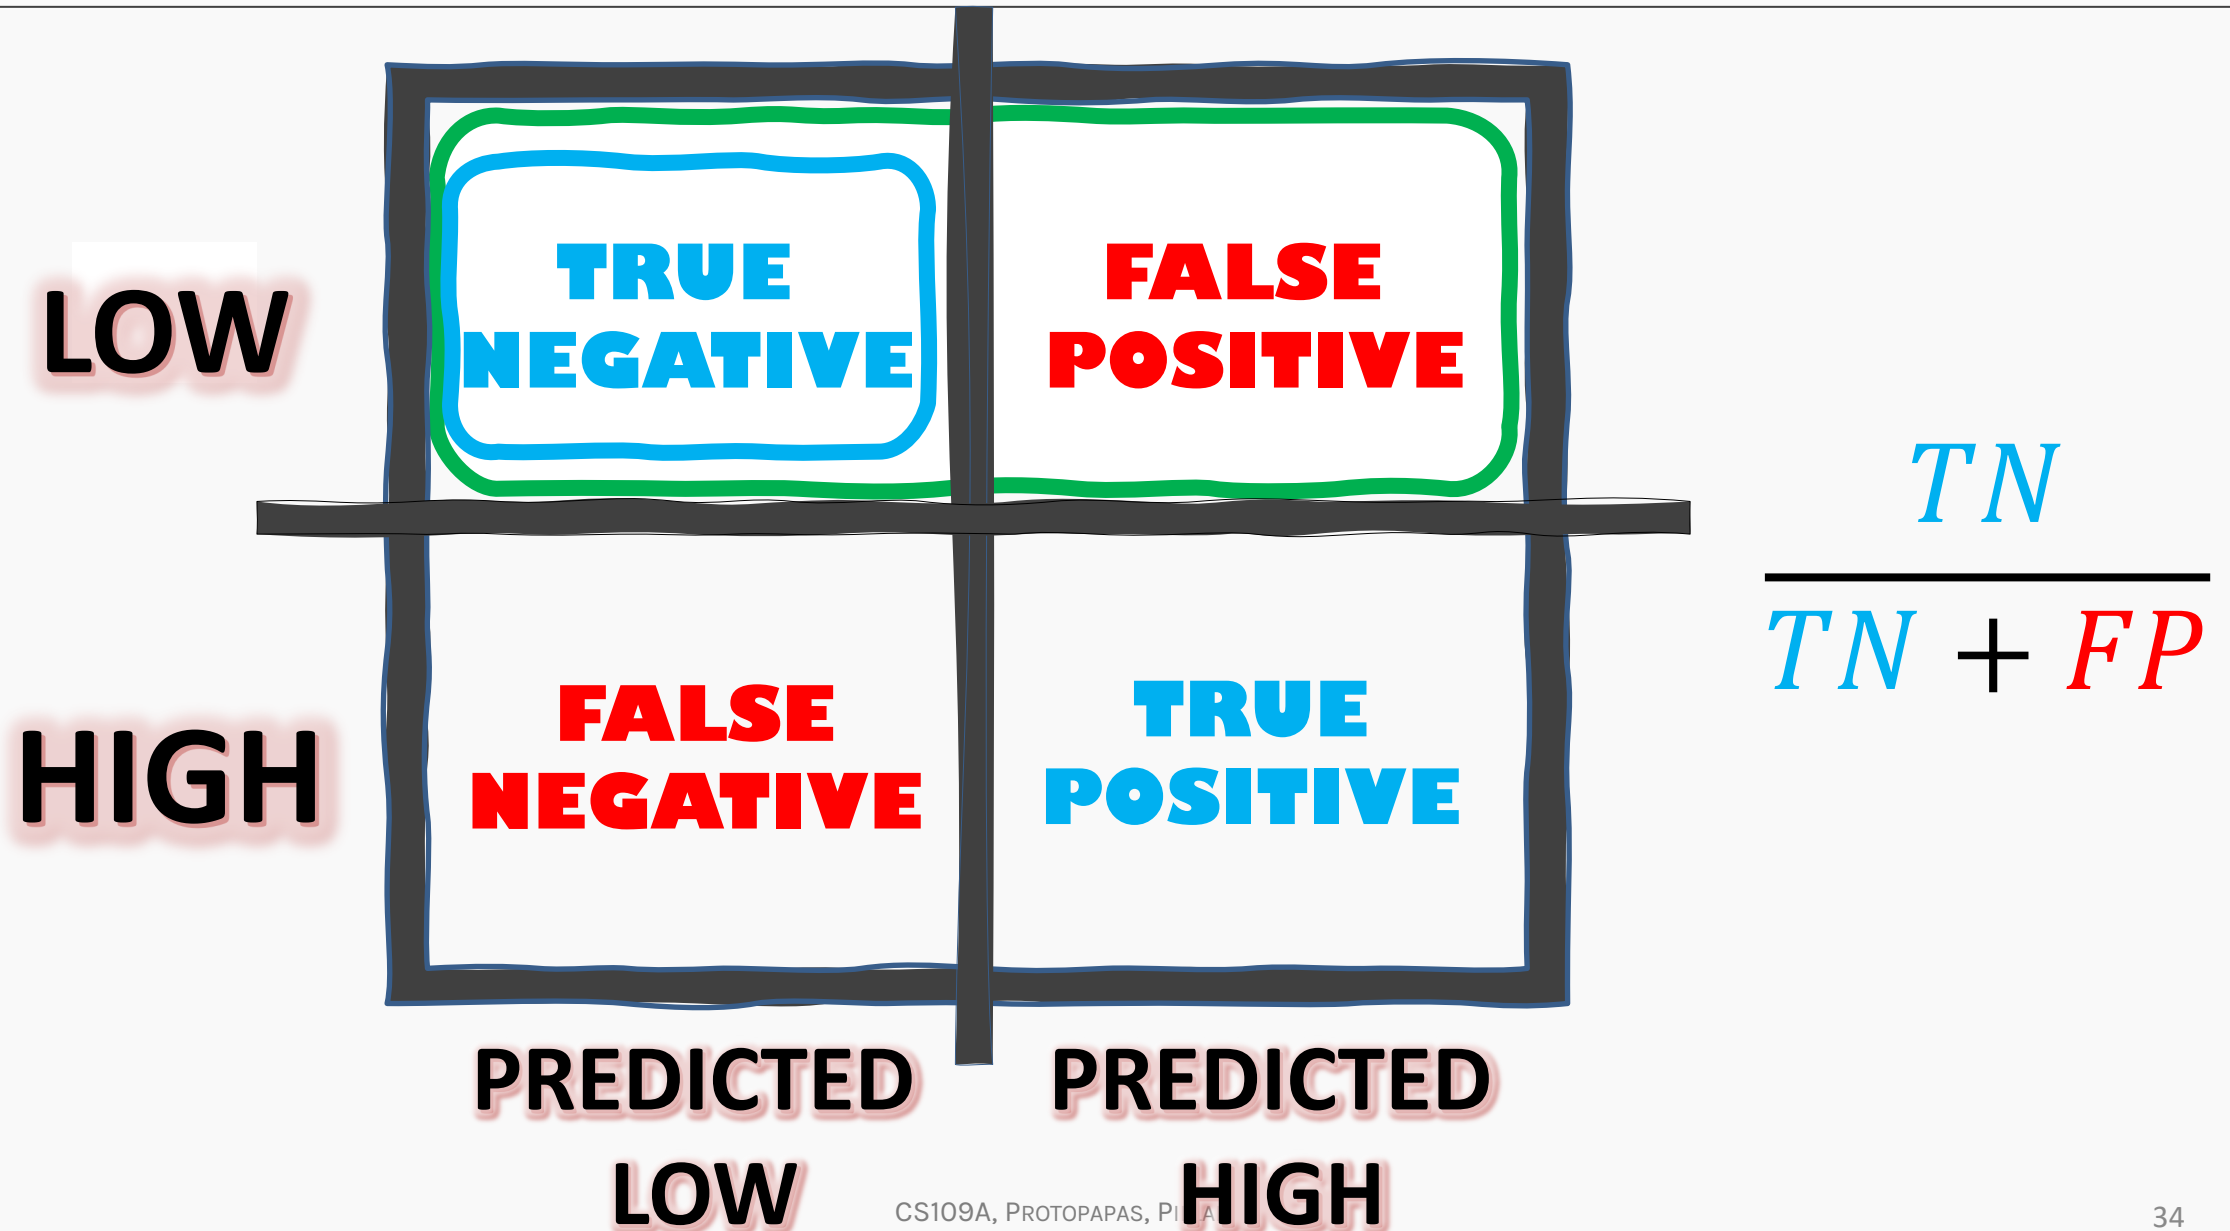 LOW
TRUE
NEGATIVE
FALSE
POSITIVE
HIGH
FALSE
NEGATIVE
TRUE
POSITIVE
TN
TN + FP
PREDICTED
LOW
PREDICTED
HIGH
CS109A, PROTOPAPAS,
34